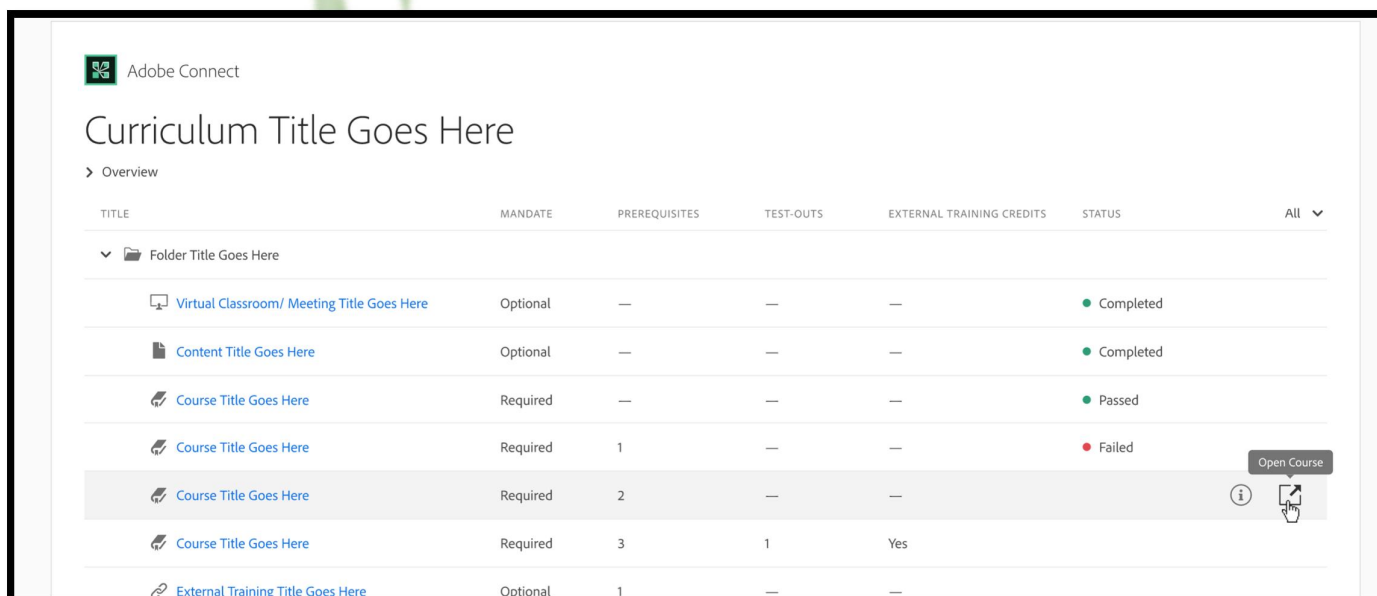 Adobe Connect
Curriculum Title Goes Here
Overview
TITLE MANDATE PREREQUISITES TEST-OUTS EXTERNAL TRAINING CREDITS STATUS All
Folder Title Goes Here
Virtual Classroom/ Meeting Title Goes Here Optional — — — Completed
Content Title Goes Here Optional — — — Completed
Course Title Goes Here Required — — — Passed
Course Title Goes Here Required 1 — — Failed
Open Course
Course Title Goes Here Required 2 — —
Course Title Goes Here Required 3 1 Yes
External Training Title Goes Here Optional 1 — —